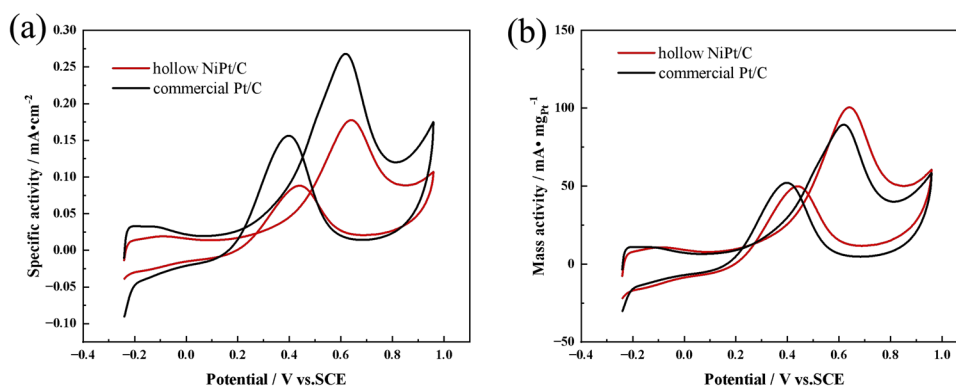 (a)
0.30
0.25
0.20
0.15
0.10
0.05
0.00
−0.05
−0.10
Specific activity / mA•cm⁻²
hollow NiPt/C
commercial Pt/C
−0.4 −0.2 0.0 0.2 0.4 0.6 0.8 1.0
Potential / V vs.SCE
(b)
150
100
50
0
−50
Mass activity / mA• mgPt⁻¹
hollow NiPt/C
commercial Pt/C
−0.4 −0.2 0.0 0.2 0.4 0.6 0.8 1.0
Potential / V vs.SCE